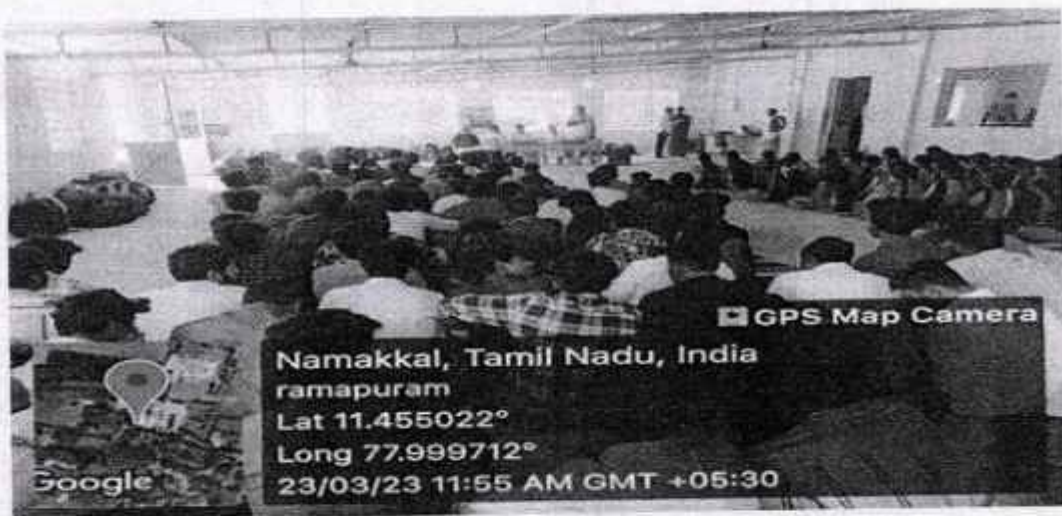 GPS Map Camera
Namakkal, Tamil Nadu, India
ramapuram
Lat 11.455022°
Long 77.999712°
23/03/23 11:55 AM GMT +05:30
Google